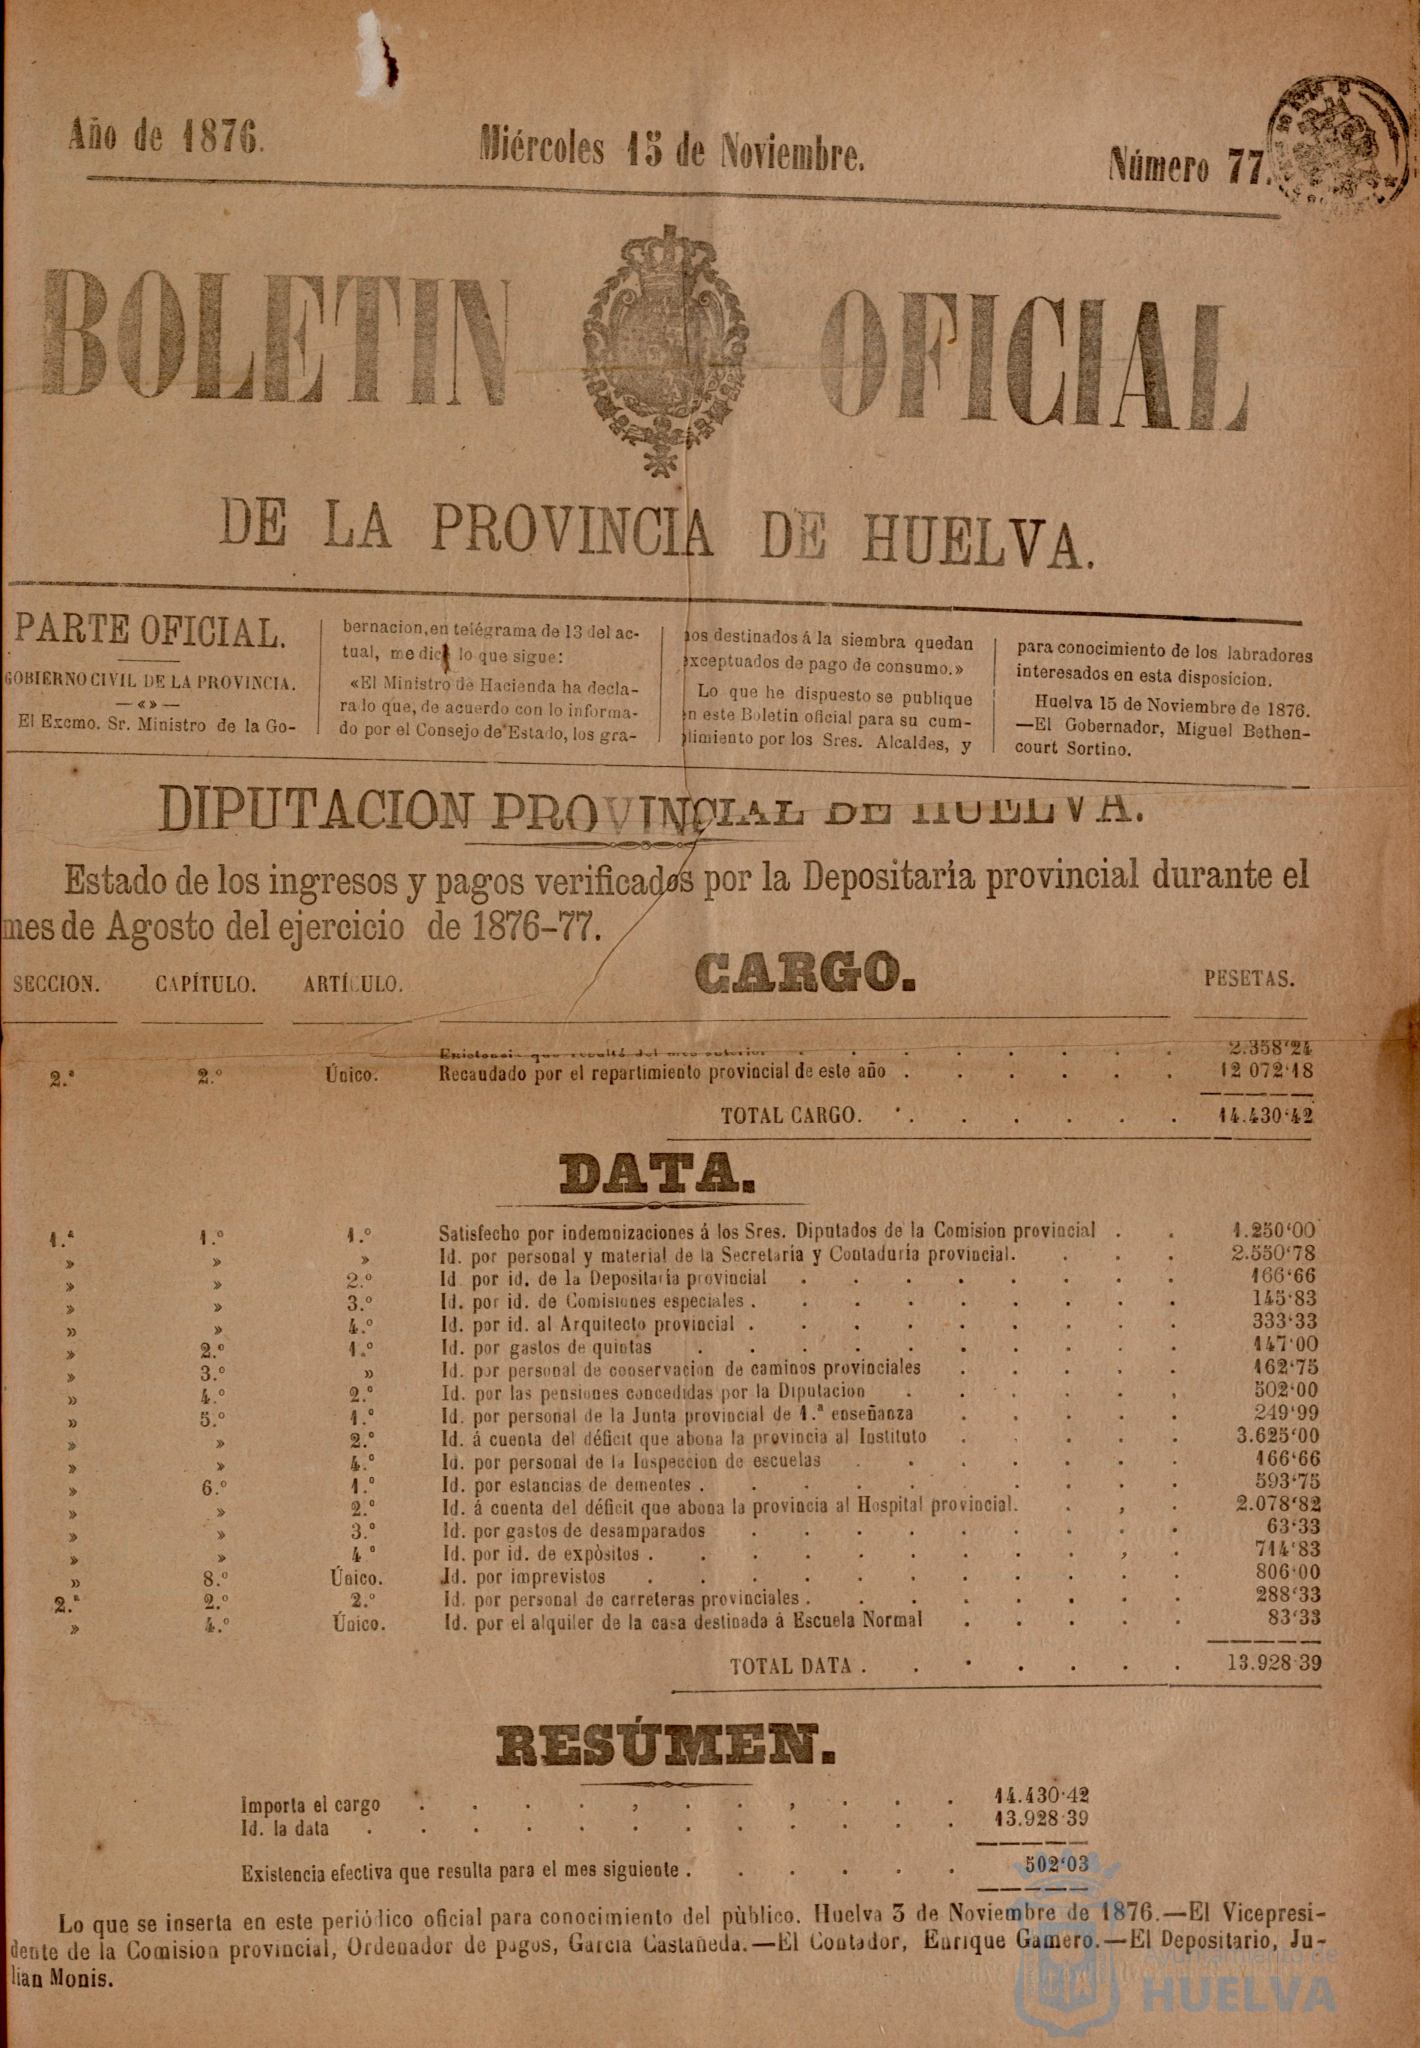 Año de 1876.
Miércoles 15 de Noviembre.
Número 77.
BOLETIN OFICIAL
DE LA PROVINCIA DE HUELVA.
PARTE OFICIAL.
GOBIERNO CIVIL DE LA PROVINCIA.
—«»—
El Excmo. Sr. Ministro de la Go-
bernacion, en telégrama de 13 del ac-
tual, me dice lo que sigue:
«El Ministro de Hacienda ha decla-
ralo que, de acuerdo con lo informa-
do por el Consejo de Estado, los gra-
nos destinados á la siembra quedan
exceptuados de pago de consumo.»
Lo que he dispuesto se publique
en este Boletin oficial para su cum-
plimiento por los Sres. Alcaldes, y
para conocimiento de los labradores
interesados en esta disposicion.
Huelva 15 de Noviembre de 1876.
—El Gobernador, Miguel Bethen-
court Sortino.
DIPUTACION PROVINCIAL DE HUELVA.
Estado de los ingresos y pagos verificados por la Depositaría provincial durante el
mes de Agosto del ejercicio de 1876-77.
SECCION. CAPÍTULO. ARTÍCULO. CARGO. PESETAS.
Existencia que resultó del mes anterior . . . . . . . . 2.358‘24
2.ª 2.º Único. Recaudado por el repartimiento provincial de este año . . . . . . 12 072‘18
TOTAL CARGO. . . . . . . 14.430‘42
DATA.
1.ª 1.º 1.º Satisfecho por indemnizaciones á los Sres. Diputados de la Comision provincial . . 1.250‘00
» » » Id. por personal y material de la Secretaria y Contaduría provincial. . . . 2.550‘78
» » 2.º Id por id. de la Depositaría provincial . . . . . . . . 166‘66
» » 3.º Id. por id. de Comisiones especiales . . . . . . . . . 145‘83
» » 4.º Id. por id. al Arquitecto provincial . . . . . . . . . 333‘33
» 2.º 1.º Id. por gastos de quintas . . . . . . . . . . 147‘00
» 3.º » Id. por personal de conservacion de caminos provinciales . . . . . 162‘75
» 4.º 2.º Id. por las pensiones concedidas por la Diputacion . . . . . . 502‘00
» 5.º 1.º Id. por personal de la Junta provincial de 1.ª enseñanza . . . . . 249‘99
» » 2.º Id. á cuenta del déficit que abona la provincia al Instituto . . . . . 3.625‘00
» » 4.º Id. por personal de la Inspeccion de escuelas . . . . . . . 166‘66
» 6.º 1.º Id. por estancias de dementes . . . . . . . . . . 593‘75
» » 2.º Id. á cuenta del déficit que abona la provincia al Hospital provincial. . , . 2.078‘82
» » 3.º Id. por gastos de desamparados . . . . . . . . . 63‘33
» » 4º Id. por id. de expòsitos . . . . . . . . . , . 714‘83
» 8.º Único. Id. por imprevistos . . . . . . . . . . . 806‘00
2.ª 2.º 2.º Id. por personal de carreteras provinciales . . . . . . . . 288‘33
» 4.º Único. Id. por el alquiler de la casa destinada á Escuela Normal . . . . . 83‘33
TOTAL DATA . . . . . . . 13.928‘39
RESÚMEN.
Importa el cargo . . . . , . . , . . . 14.430‘42
Id. la data . . . . . . . . . . . . 13.928‘39
Existencia efectiva que resulta para el mes siguiente . . . . . . 502‘03
Lo que se inserta en este periódico oficial para conocimiento del pùblico. Huelva 3 de Noviembre de 1876.—El Vicepresi-
dente de la Comision provincial, Ordenador de pagos, Garcia Castañeda.—El Contador, Enrique Gamero.—El Depositario, Ju-
lian Monis.
Ayuntamiento de
HUELVA